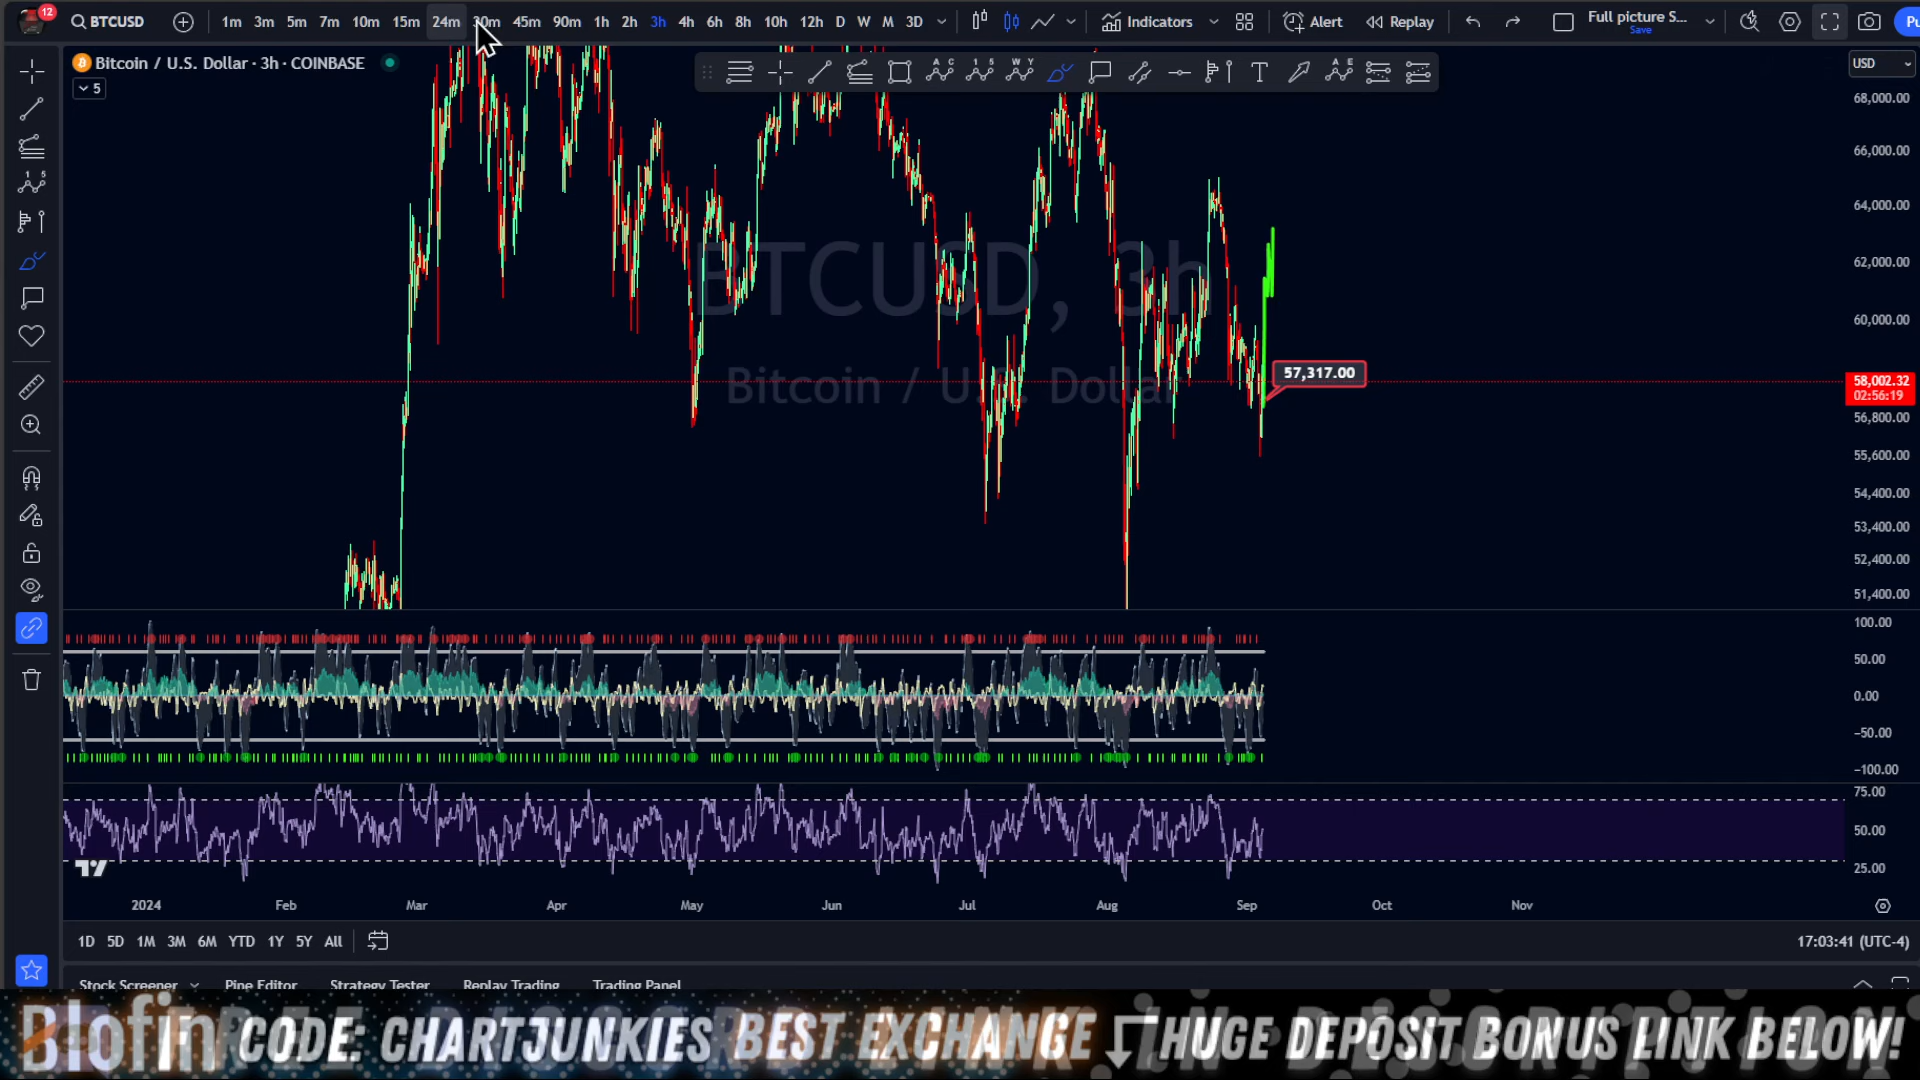 12
BTCUSD
1m 3m 5m 7m 10m 15m 24m 30m 45m 90m 1h 2h 3h 4h 6h 8h 10h 12h D W M 3D
Indicators
Alert
Replay
Full picture S...
Save
Bitcoin / U.S. Dollar · 3h · COINBASE
5
USD
68,000.00
66,000.00
64,000.00
62,000.00
60,000.00
BTCUSD, 3h
Bitcoin / U.S. Dollar
57,317.00
58,002.32
02:56:19
56,800.00
55,600.00
54,400.00
53,400.00
52,400.00
51,400.00
100.00
50.00
0.00
−50.00
−100.00
75.00
50.00
25.00
2024 Feb Mar Apr May Jun Jul Aug Sep Oct Nov
1D 5D 1M 3M 6M YTD 1Y 5Y All
17:03:41 (UTC-4)
Stock Screener Pine Editor Strategy Tester Replay Trading Trading Panel
Blofin CODE: CHARTJUNKIES BEST EXCHANGE HUGE DEPOSIT BONUS LINK BELOW!